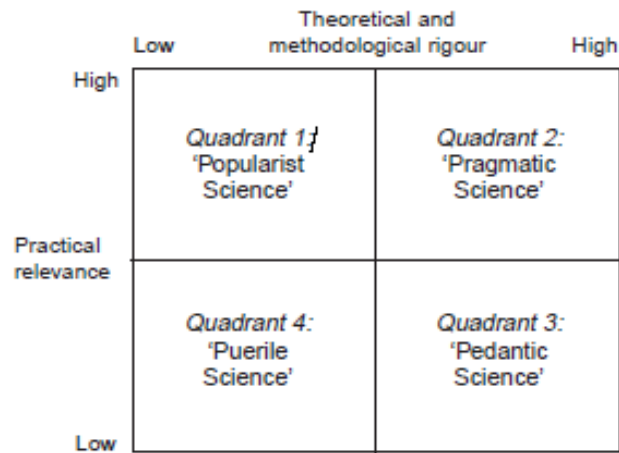 Theoretical and
Low methodological rigour High
High
Quadrant 1:
'Popularist
Science'
Quadrant 2:
'Pragmatic
Science'
Practical
relevance
Quadrant 4:
'Puerile
Science'
Quadrant 3:
'Pedantic
Science'
Low